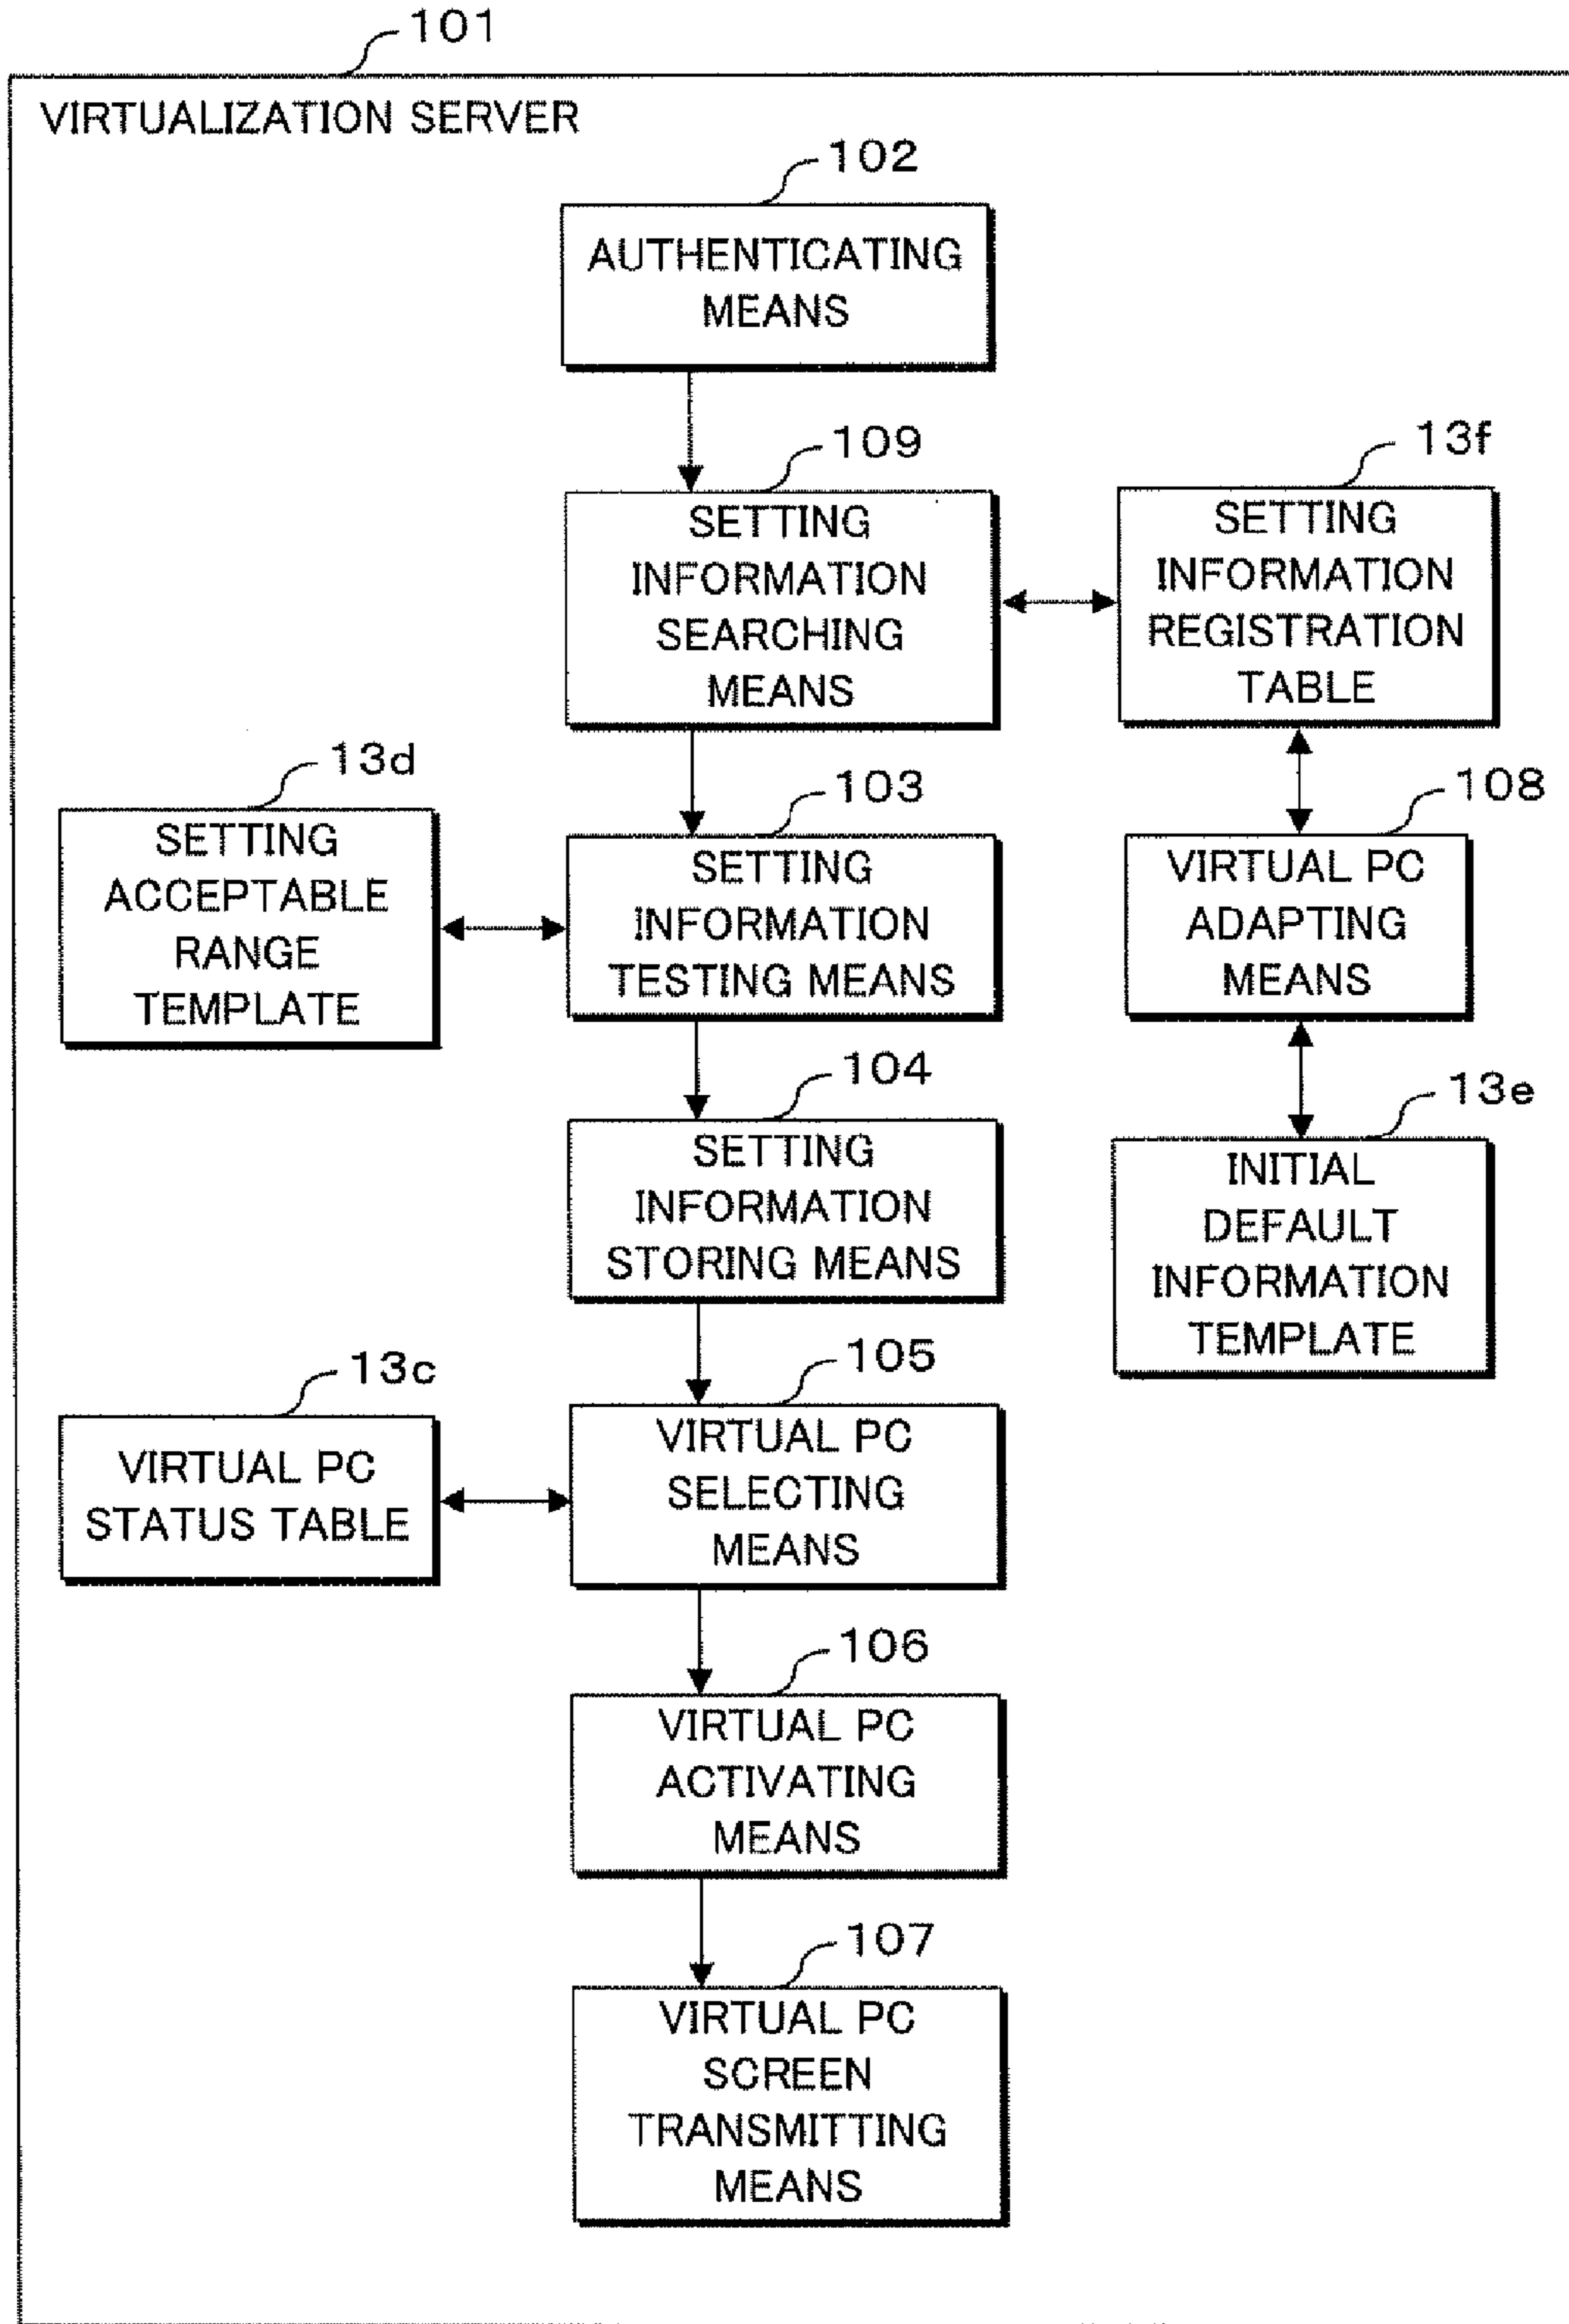 101
VIRTUALIZATION SERVER
102
AUTHENTICATING
MEANS
109
SETTING
INFORMATION
SEARCHING
MEANS
13f
SETTING
INFORMATION
REGISTRATION
TABLE
13d
SETTING
ACCEPTABLE
RANGE
TEMPLATE
103
SETTING
INFORMATION
TESTING MEANS
108
VIRTUAL PC
ADAPTING
MEANS
104
SETTING
INFORMATION
STORING MEANS
13e
INITIAL
DEFAULT
INFORMATION
TEMPLATE
13c
VIRTUAL PC
STATUS TABLE
105
VIRTUAL PC
SELECTING
MEANS
106
VIRTUAL PC
ACTIVATING
MEANS
107
VIRTUAL PC
SCREEN
TRANSMITTING
MEANS